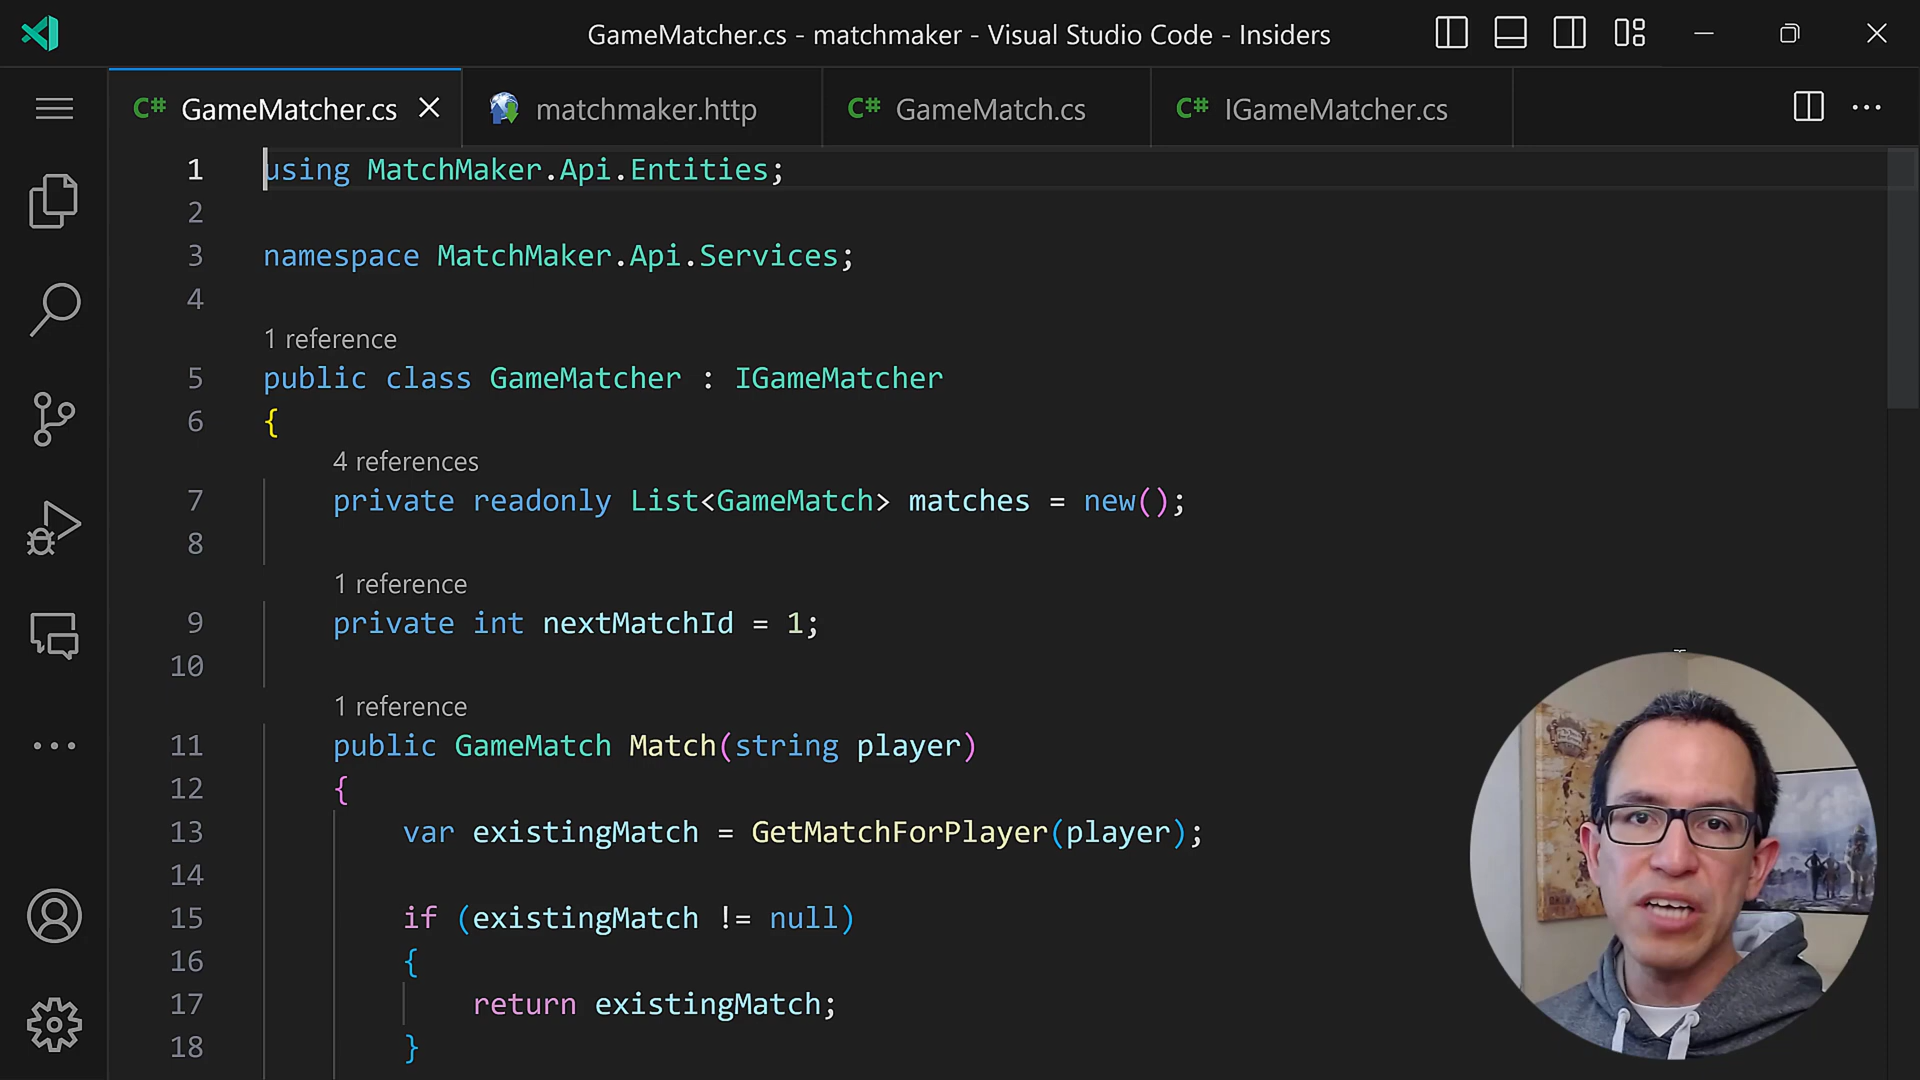 GameMatcher.cs - matchmaker - Visual Studio Code - Insiders
C# GameMatcher.cs
matchmaker.http
C# GameMatch.cs
C# IGameMatcher.cs
1 using MatchMaker.Api.Entities;
2
3 namespace MatchMaker.Api.Services;
4
1 reference
5 public class GameMatcher : IGameMatcher
6 {
4 references
7 private readonly List<GameMatch> matches = new();
8
1 reference
9 private int nextMatchId = 1;
10
1 reference
11 public GameMatch Match(string player)
12 {
13 var existingMatch = GetMatchForPlayer(player);
14
15 if (existingMatch != null)
16 {
17 return existingMatch;
18 }